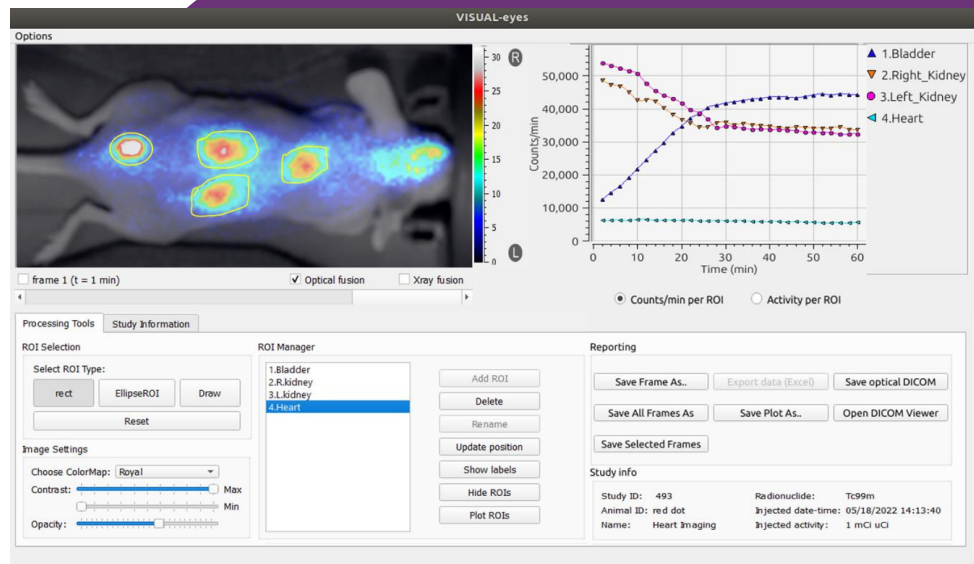 VISUAL-eyes
Options
30
25
20
15
10
5
0
R
L
50,000
40,000
30,000
20,000
10,000
0
Counts/min
0 10 20 30 40 50 60
Time (min)
1.Bladder
2.Right_Kidney
3.Left_Kidney
4.Heart
frame 1 (t = 1 min)
Optical fusion
Xray fusion
Counts/min per ROI
Activity per ROI
Processing Tools
Study Information
ROI Selection
Select ROI Type:
rect
EllipseROI
Draw
Reset
Image Settings
Choose ColorMap: Royal
Contrast: Max
Min
Opacity:
ROI Manager
1.Bladder
2.R.kidney
3.L.kidney
4.Heart
Add ROI
Delete
Rename
Update position
Show labels
Hide ROIs
Plot ROIs
Reporting
Save Frame As..
Export data (Excel)
Save optical DICOM
Save All Frames As
Save Plot As..
Open DICOM Viewer
Save Selected Frames
Study info
Study ID: 493
Animal ID: red dot
Name: Heart Imaging
Radionuclide: Tc99m
Injected date-time: 05/18/2022 14:13:40
Injected activity: 1 mCi uCi